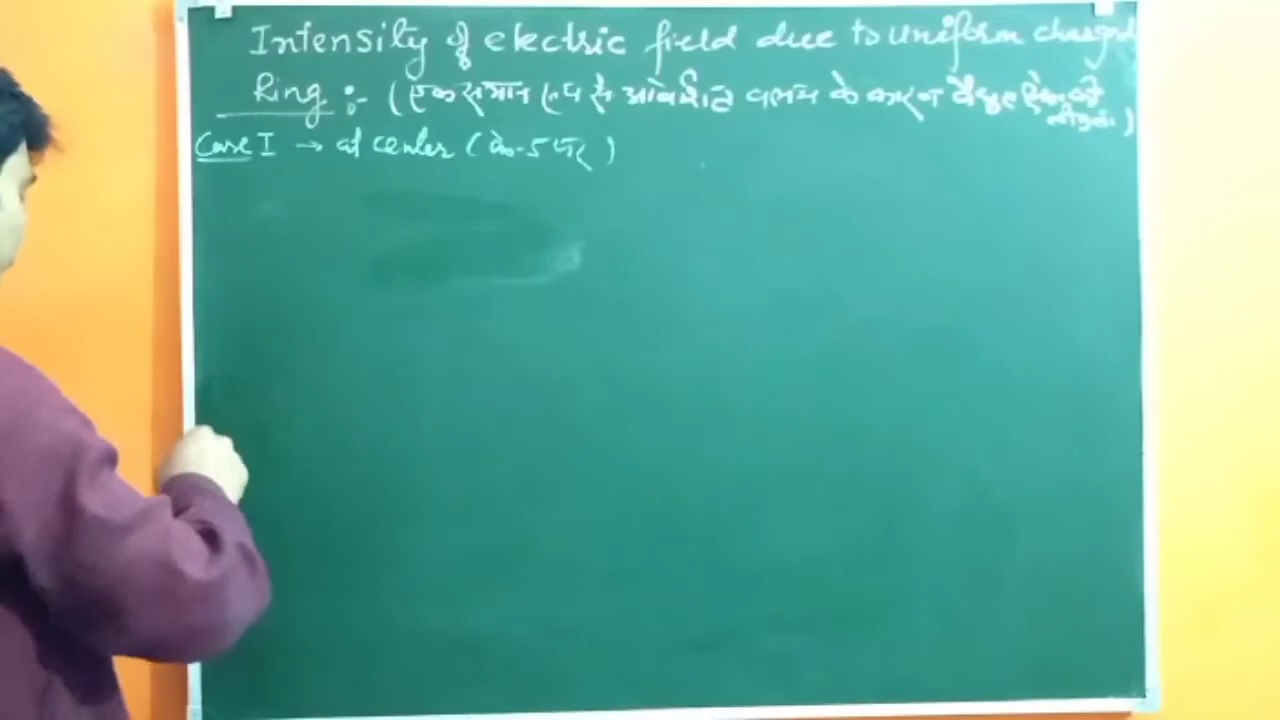 Intensity of electric field due to uniform charged
Ring :- (एक समान रूप से आवेशित वलय के कारण वैद्युत क्षेत्र की
तीव्रता)
Case I → at center (केन्द्र पर)